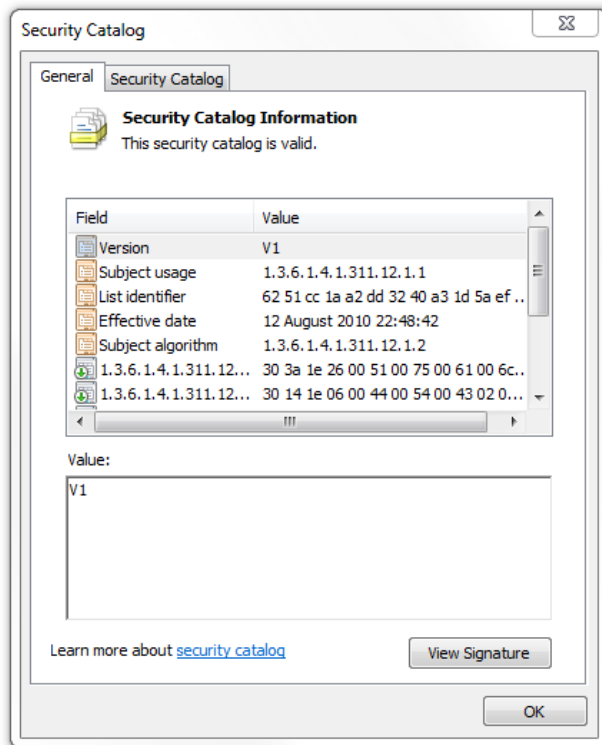 Security Catalog
General Security Catalog
Security Catalog Information
This security catalog is valid.
Field Value
Version V1
Subject usage 1.3.6.1.4.1.311.12.1.1
List identifier 62 51 cc 1a a2 dd 32 40 a3 1d 5a ef ..
Effective date 12 August 2010 22:48:42
Subject algorithm 1.3.6.1.4.1.311.12.1.2
1.3.6.1.4.1.311.12... 30 3a 1e 26 00 51 00 75 00 61 00 6c..
1.3.6.1.4.1.311.12... 30 14 1e 06 00 44 00 54 00 43 02 0...
Value:
V1
Learn more about security catalog
View Signature
OK